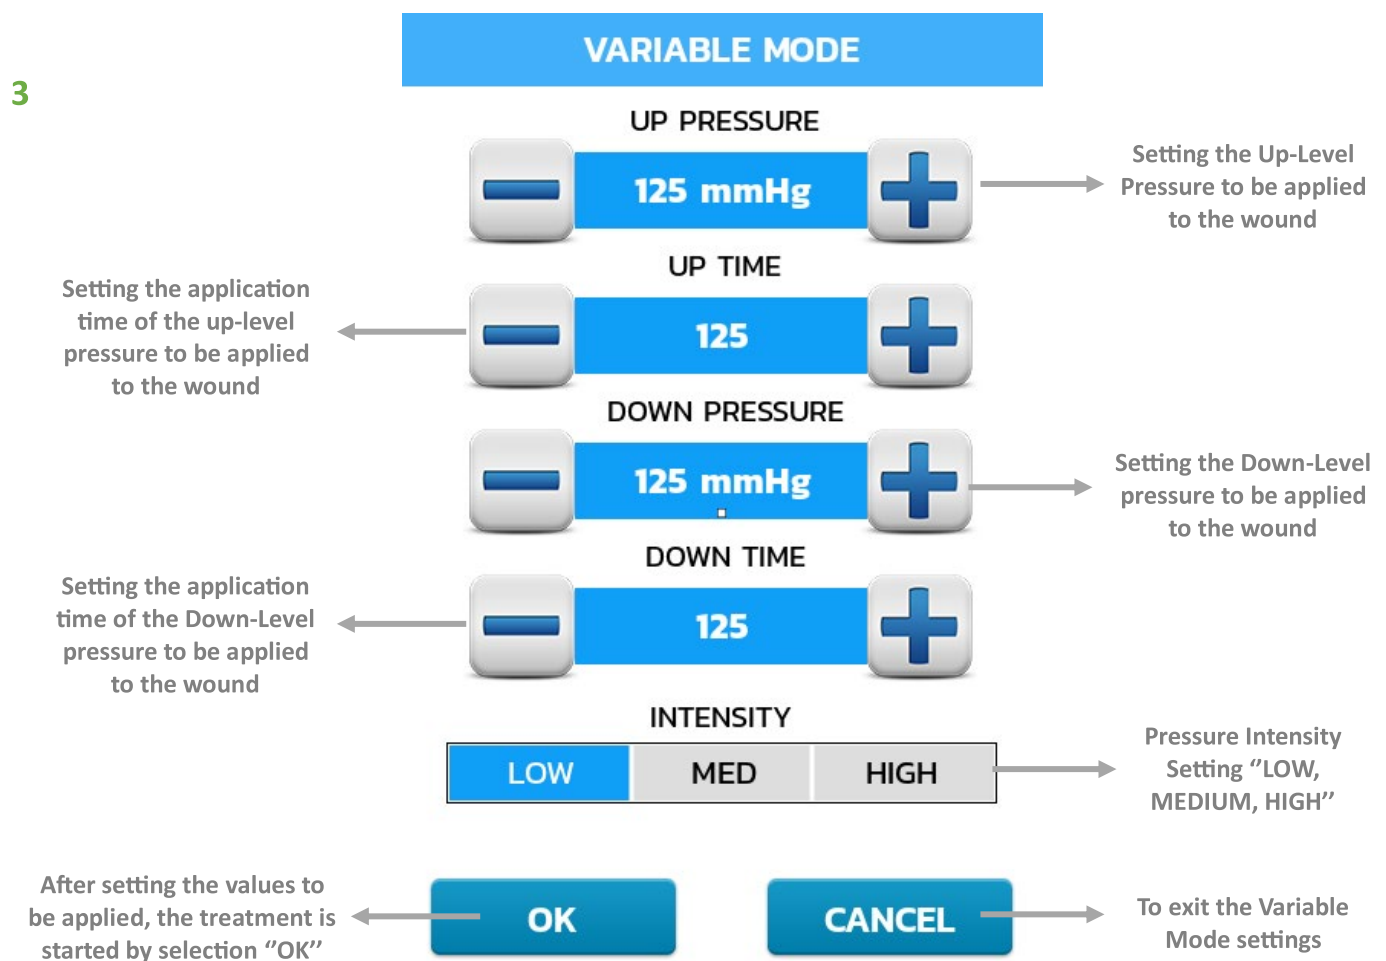 VARIABLE MODE
3
UP PRESSURE
125 mmHg
Setting the Up-Level
Pressure to be applied
to the wound
UP TIME
125
Setting the application
time of the up-level
pressure to be applied
to the wound
DOWN PRESSURE
125 mmHg
Setting the Down-Level
pressure to be applied
to the wound
DOWN TIME
125
Setting the application
time of the Down-Level
pressure to be applied
to the wound
INTENSITY
LOW MED HIGH
Pressure Intensity
Setting ‘’LOW,
MEDIUM, HIGH’’
After setting the values to
be applied, the treatment is
started by selection ‘’OK’’
OK
CANCEL
To exit the Variable
Mode settings